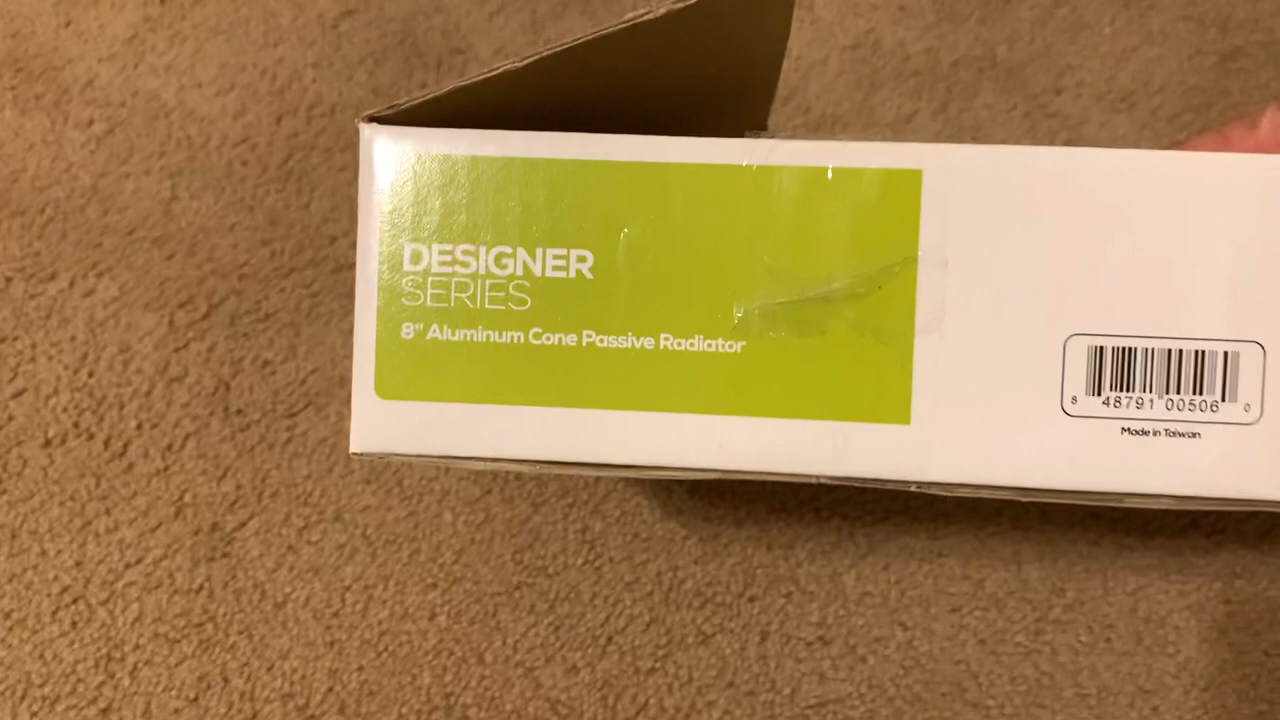 DESIGNER
SERIES
8" Aluminum Cone Passive Radiator
8 48791 00506 0
Made in Taiwan